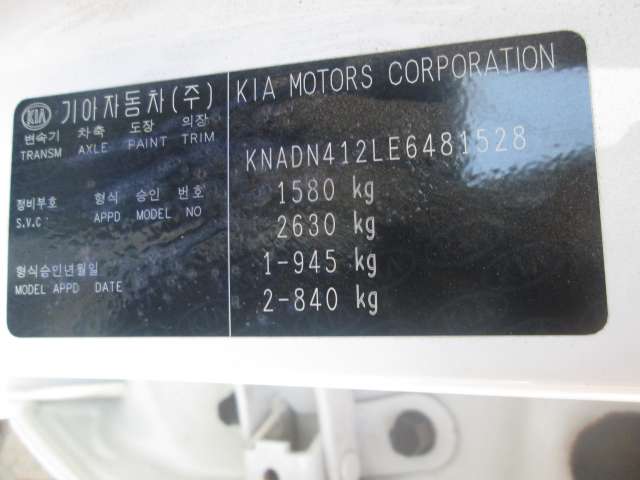 KIA 기아자동차(주)
변속기 차축 도장 의장
TRANSM AXLE PAINT TRIM
정비부호 형식 승인 번호
S.V.C: APPD MODEL NO
형식승인년월일
MODEL APPD DATE
KIA MOTORS CORPORATION
KNADN412LE6481528
1580 kg
2630 kg
1-945 kg
2-840 kg